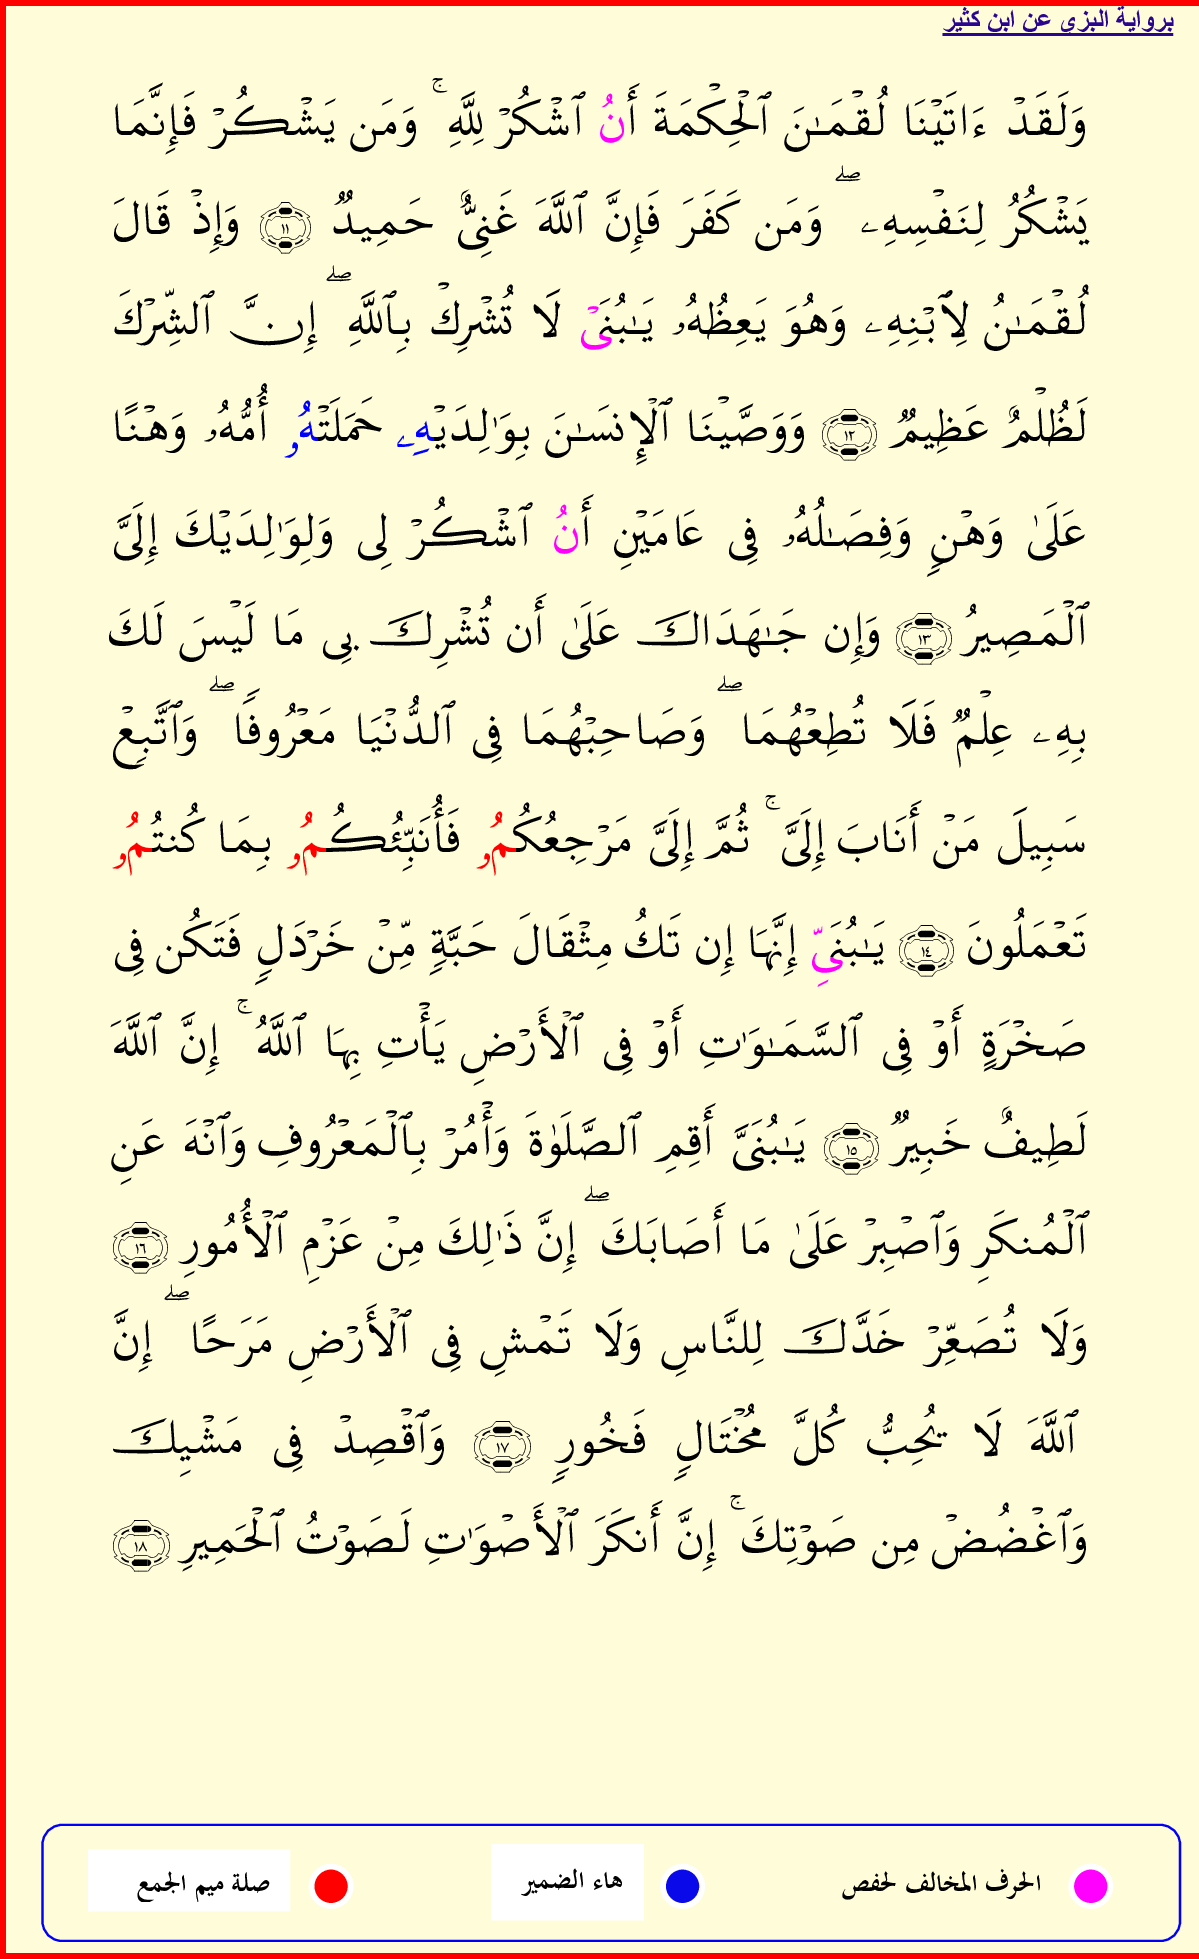 برواية البزي عن ابن كثير
وَلَقَدْ ءَاتَيْنَا لُقْمَـٰنَ ٱلْحِكْمَةَ أَنُ ٱشْكُرْ لِلَّهِ ۚ وَمَن يَشْكُرْ فَإِنَّمَا
يَشْكُرُ لِنَفْسِهِۦ ۖ وَمَن كَفَرَ فَإِنَّ ٱللَّهَ غَنِىٌّ حَمِيدٌ ١١ وَإِذْ قَالَ
لُقْمَـٰنُ لِٱبْنِهِۦ وَهُوَ يَعِظُهُۥ يَـٰبُنَىْ لَا تُشْرِكْ بِٱللَّهِ ۖ إِنَّ ٱلشِّرْكَ
لَظُلْمٌ عَظِيمٌ ١٢ وَوَصَّيْنَا ٱلْإِنسَـٰنَ بِوَٰلِدَيْهِۦ حَمَلَتْهُۥ أُمُّهُۥ وَهْنًا
عَلَىٰ وَهْنٍ وَفِصَـٰلُهُۥ فِى عَامَيْنِ أَنُ ٱشْكُرْ لِى وَلِوَٰلِدَيْكَ إِلَىَّ
ٱلْمَصِيرُ ١٣ وَإِن جَـٰهَدَاكَ عَلَىٰ أَن تُشْرِكَ بِى مَا لَيْسَ لَكَ
بِهِۦ عِلْمٌ فَلَا تُطِعْهُمَا ۖ وَصَاحِبْهُمَا فِى ٱلدُّنْيَا مَعْرُوفًا ۖ وَٱتَّبِعْ
سَبِيلَ مَنْ أَنَابَ إِلَىَّ ۚ ثُمَّ إِلَىَّ مَرْجِعُكُمُۥ فَأُنَبِّئُكُمُۥ بِمَا كُنتُمُۥ
تَعْمَلُونَ ١٤ يَـٰبُنَىِّ إِنَّهَا إِن تَكُ مِثْقَالَ حَبَّةٍ مِّنْ خَرْدَلٍ فَتَكُن فِى
صَخْرَةٍ أَوْ فِى ٱلسَّمَـٰوَٰتِ أَوْ فِى ٱلْأَرْضِ يَأْتِ بِهَا ٱللَّهُ ۚ إِنَّ ٱللَّهَ
لَطِيفٌ خَبِيرٌ ١٥ يَـٰبُنَىَّ أَقِمِ ٱلصَّلَوٰةَ وَأْمُرْ بِٱلْمَعْرُوفِ وَٱنْهَ عَنِ
ٱلْمُنكَرِ وَٱصْبِرْ عَلَىٰ مَا أَصَابَكَ ۖ إِنَّ ذَٰلِكَ مِنْ عَزْمِ ٱلْأُمُورِ ١٦
وَلَا تُصَعِّرْ خَدَّكَ لِلنَّاسِ وَلَا تَمْشِ فِى ٱلْأَرْضِ مَرَحًا ۖ إِنَّ
ٱللَّهَ لَا يُحِبُّ كُلَّ مُخْتَالٍ فَخُورٍ ١٧ وَٱقْصِدْ فِى مَشْيِكَ
وَٱغْضُضْ مِن صَوْتِكَ ۚ إِنَّ أَنكَرَ ٱلْأَصْوَٰتِ لَصَوْتُ ٱلْحَمِيرِ ١٨
الحرف المخالف لحفص هاء الضمير صلة ميم الجمع